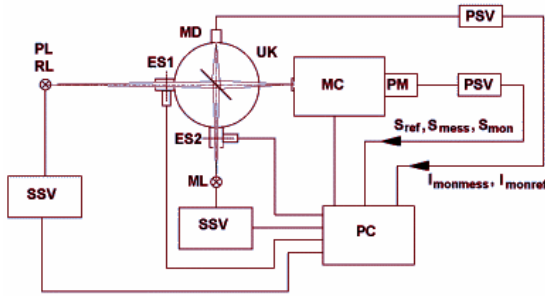 MD
PSV
PL
RL
ES1
UK
MC
PM
PSV
ES2
S_ref, S_mess, S_mon
ML
I_monmess, I_monref
SSV
SSV
PC